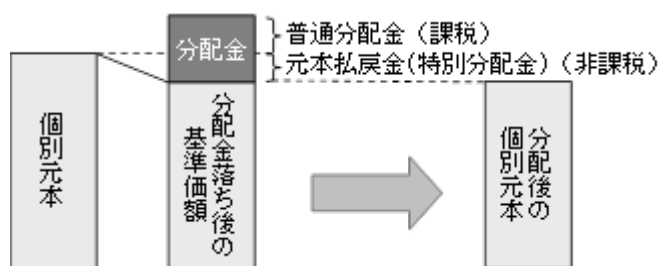 分配金
普通分配金（課税）
元本払戻金(特別分配金)（非課税）
個別元本
分配金落ち後の
基準価額
分配後の
個別元本